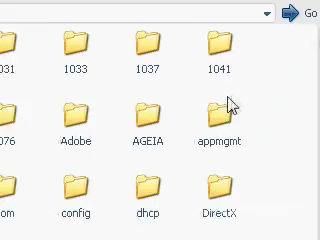 Go
031 1033 1037 1041
076 Adobe AGEIA appmgmt
om config dhcp DirectX